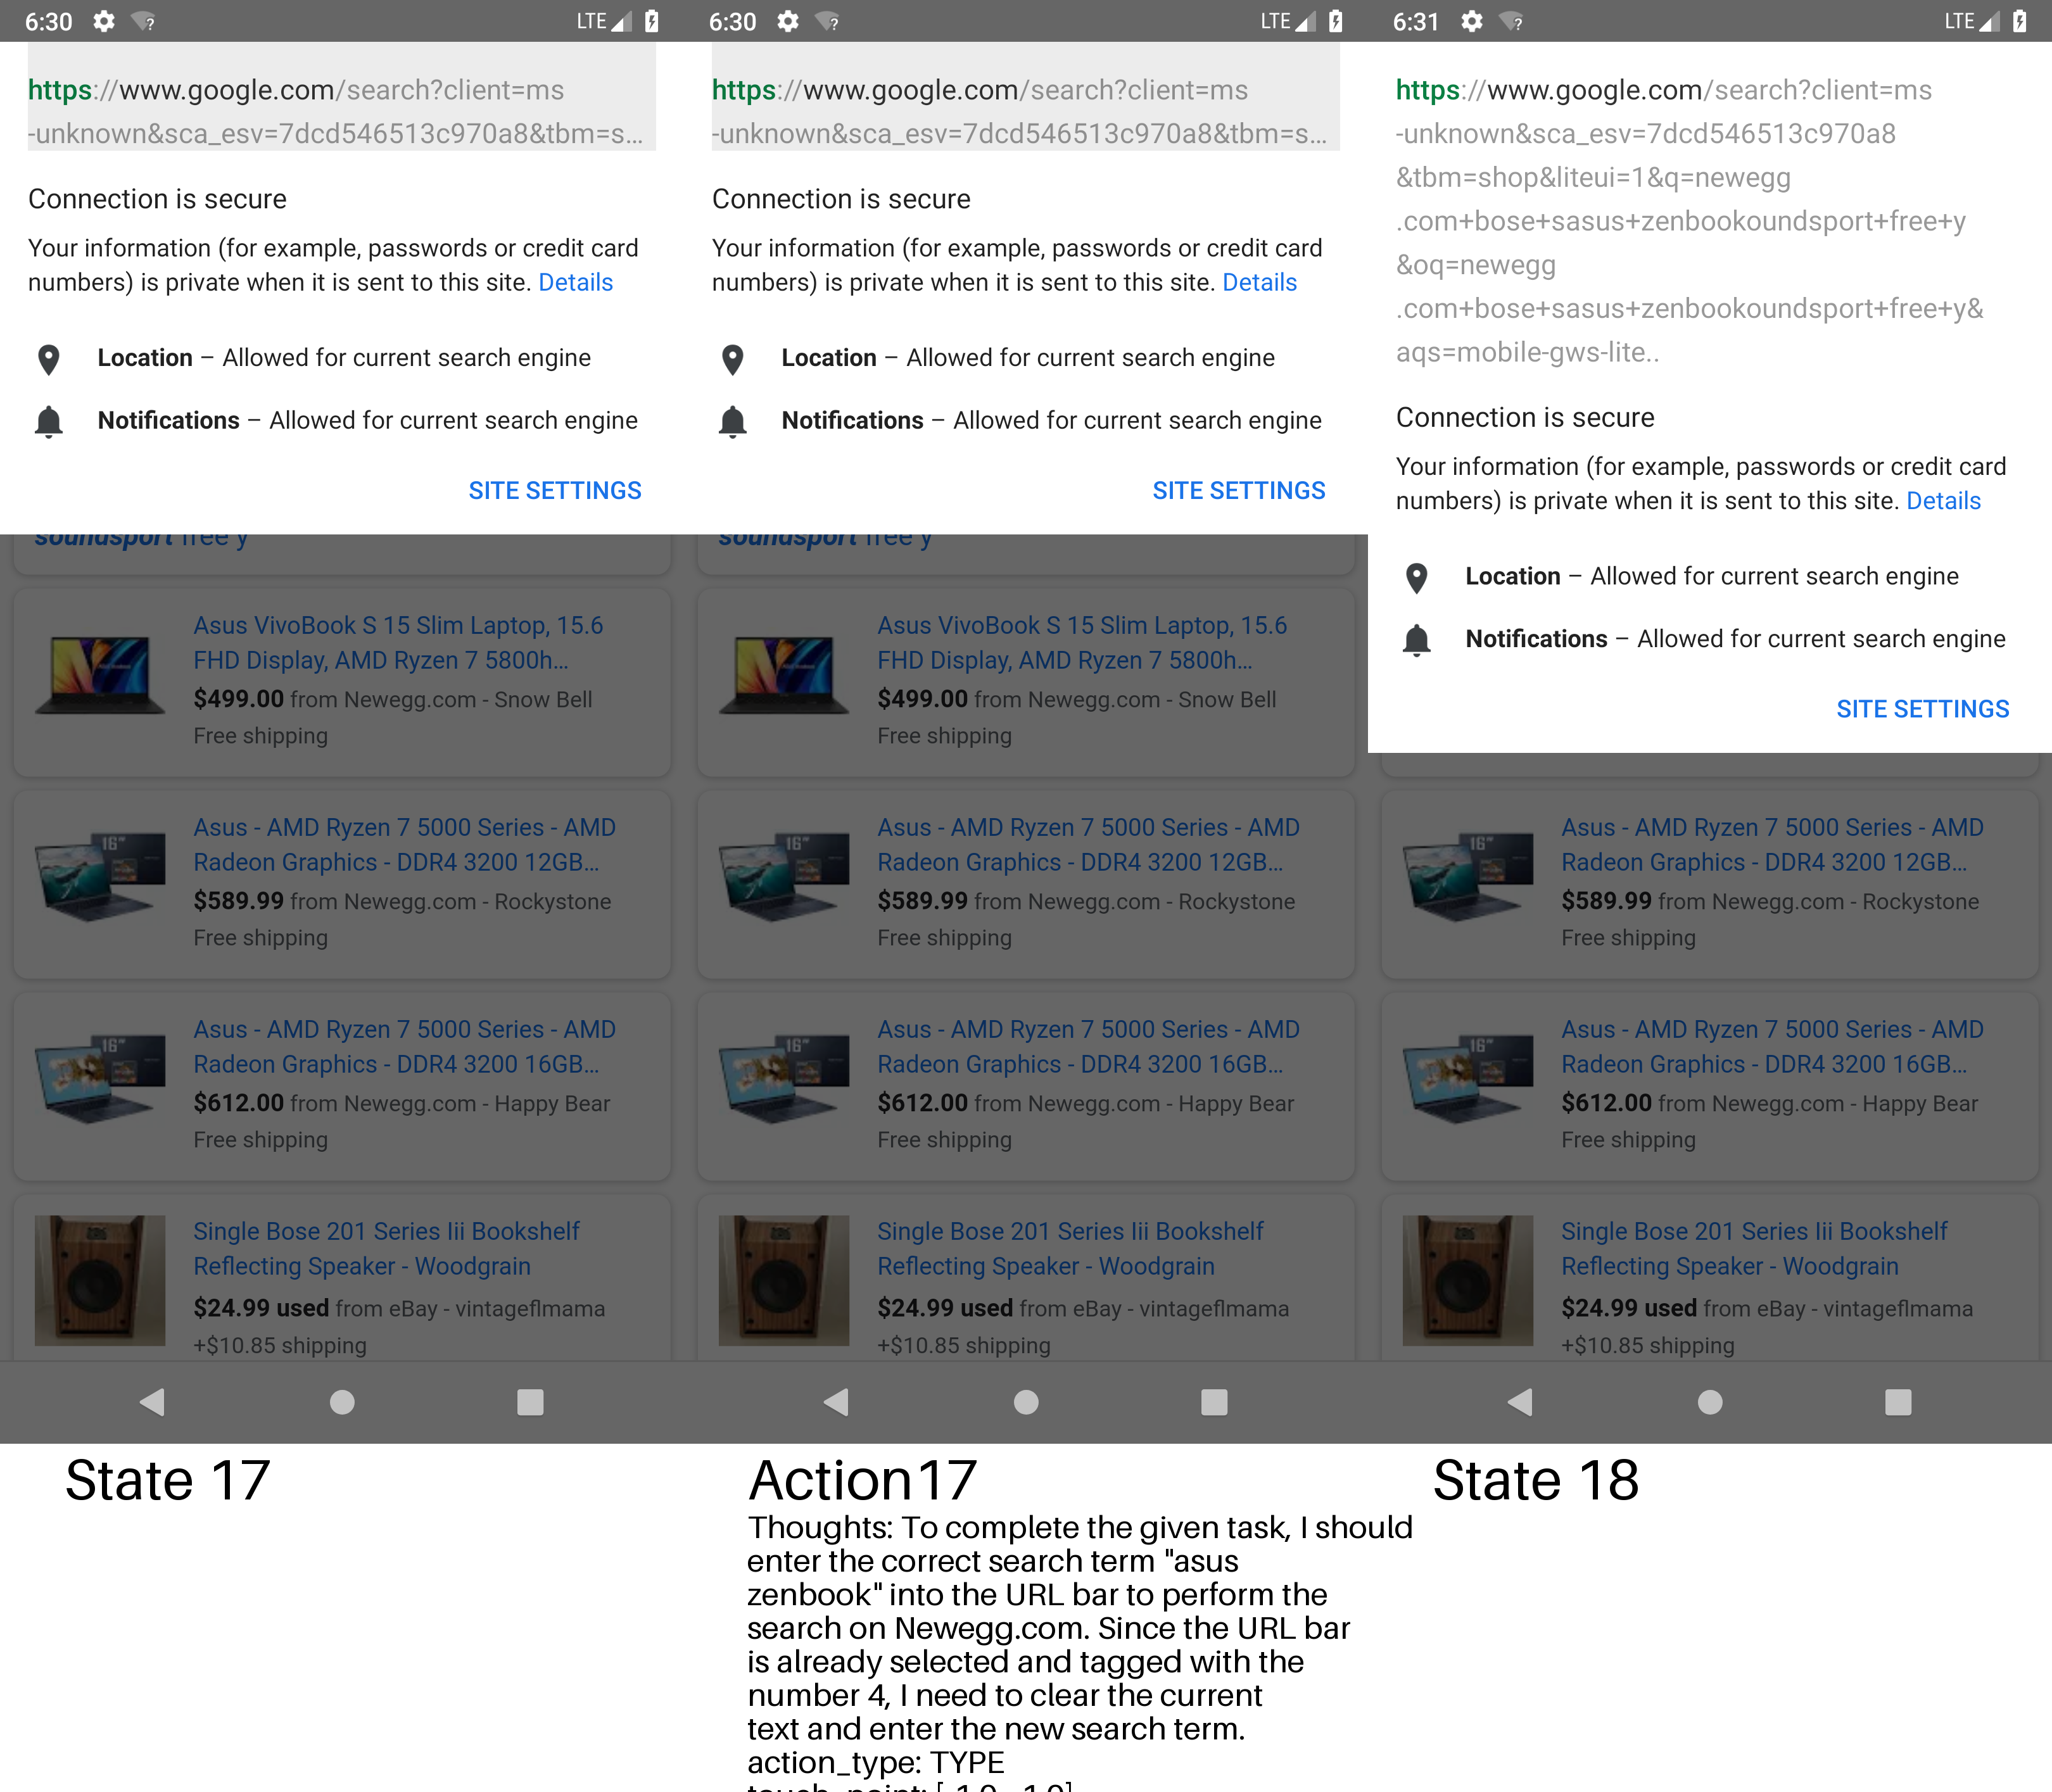 6:30
LTE
https://www.google.com/search?client=ms
-unknown&sca_esv=7dcd546513c970a8&tbm=s...
Connection is secure
Your information (for example, passwords or credit card
numbers) is private when it is sent to this site. Details
Location – Allowed for current search engine
Notifications – Allowed for current search engine
SITE SETTINGS
soundsport free y
Asus VivoBook S 15 Slim Laptop, 15.6
FHD Display, AMD Ryzen 7 5800h...
$499.00 from Newegg.com - Snow Bell
Free shipping
16"
Asus - AMD Ryzen 7 5000 Series - AMD
Radeon Graphics - DDR4 3200 12GB...
$589.99 from Newegg.com - Rockystone
Free shipping
16"
Asus - AMD Ryzen 7 5000 Series - AMD
Radeon Graphics - DDR4 3200 16GB...
$612.00 from Newegg.com - Happy Bear
Free shipping
Single Bose 201 Series Iii Bookshelf
Reflecting Speaker - Woodgrain
$24.99 used from eBay - vintageflmama
+$10.85 shipping
State 17
6:30
LTE
https://www.google.com/search?client=ms
-unknown&sca_esv=7dcd546513c970a8&tbm=s...
Connection is secure
Your information (for example, passwords or credit card
numbers) is private when it is sent to this site. Details
Location – Allowed for current search engine
Notifications – Allowed for current search engine
SITE SETTINGS
soundsport free y
Asus VivoBook S 15 Slim Laptop, 15.6
FHD Display, AMD Ryzen 7 5800h...
$499.00 from Newegg.com - Snow Bell
Free shipping
16"
Asus - AMD Ryzen 7 5000 Series - AMD
Radeon Graphics - DDR4 3200 12GB...
$589.99 from Newegg.com - Rockystone
Free shipping
16"
Asus - AMD Ryzen 7 5000 Series - AMD
Radeon Graphics - DDR4 3200 16GB...
$612.00 from Newegg.com - Happy Bear
Free shipping
Single Bose 201 Series Iii Bookshelf
Reflecting Speaker - Woodgrain
$24.99 used from eBay - vintageflmama
+$10.85 shipping
Action17
Thoughts: To complete the given task, I should
enter the correct search term "asus
zenbook" into the URL bar to perform the
search on Newegg.com. Since the URL bar
is already selected and tagged with the
number 4, I need to clear the current
text and enter the new search term.
action_type: TYPE
touch_point: [-1.0, -1.0]
6:31
LTE
https://www.google.com/search?client=ms
-unknown&sca_esv=7dcd546513c970a8
&tbm=shop&liteui=1&q=newegg
.com+bose+sasus+zenbookoundsport+free+y
&oq=newegg
.com+bose+sasus+zenbookoundsport+free+y&
aqs=mobile-gws-lite..
Connection is secure
Your information (for example, passwords or credit card
numbers) is private when it is sent to this site. Details
Location – Allowed for current search engine
Notifications – Allowed for current search engine
SITE SETTINGS
16"
Asus - AMD Ryzen 7 5000 Series - AMD
Radeon Graphics - DDR4 3200 12GB...
$589.99 from Newegg.com - Rockystone
Free shipping
16"
Asus - AMD Ryzen 7 5000 Series - AMD
Radeon Graphics - DDR4 3200 16GB...
$612.00 from Newegg.com - Happy Bear
Free shipping
Single Bose 201 Series Iii Bookshelf
Reflecting Speaker - Woodgrain
$24.99 used from eBay - vintageflmama
+$10.85 shipping
State 18